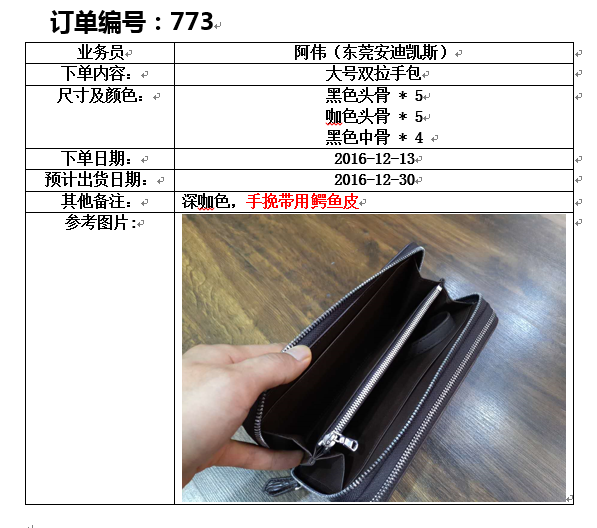 订单编号：773
业务员 阿伟（东莞安迪凯斯）
下单内容： 大号双拉手包
尺寸及颜色： 黑色头骨 * 5
咖色头骨 * 5
黑色中骨 * 4
下单日期： 2016-12-13
预计出货日期： 2016-12-30
其他备注： 深咖色，手挽带用鳄鱼皮
参考图片: